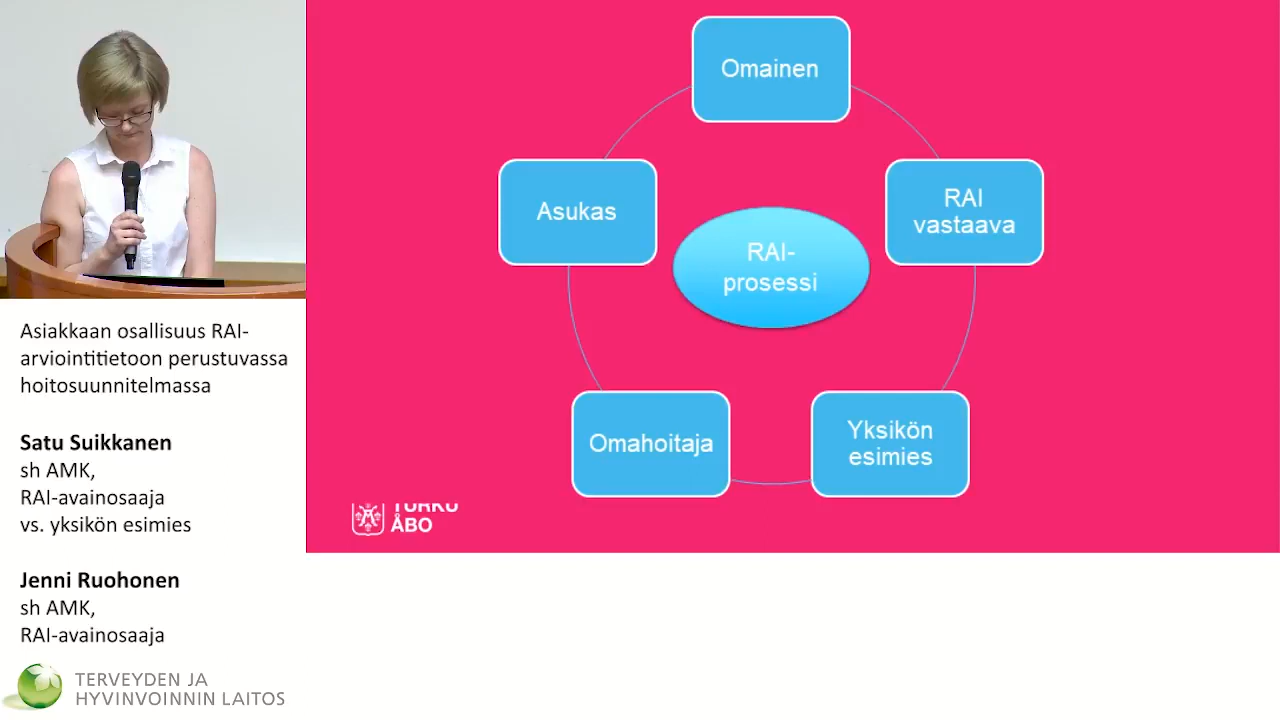 Omainen
Asukas
RAI
vastaava
RAI-
prosessi
Omahoitaja
Yksikön
esimies
TURKU
ÅBO
Asiakkaan osallisuus RAI-
arviointitietoon perustuvassa
hoitosuunnitelmassa
Satu Suikkanen
sh AMK,
RAI-avainosaaja
vs. yksikön esimies
Jenni Ruohonen
sh AMK,
RAI-avainosaaja
TERVEYDEN JA
HYVINVOINNIN LAITOS